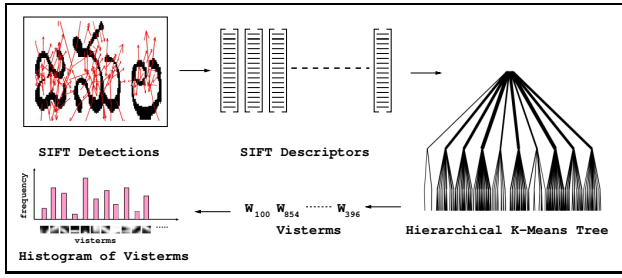 SIFT Detections
SIFT Descriptors
Hierarchical K-Means Tree
W100 W854 ...... W396
Visterms
frequency
visterms
Histogram of Visterms